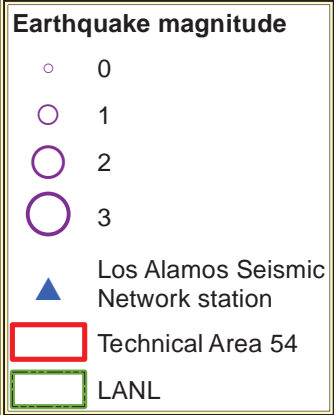 Earthquake magnitude
0
1
2
3
Los Alamos Seismic
Network station
Technical Area 54
LANL